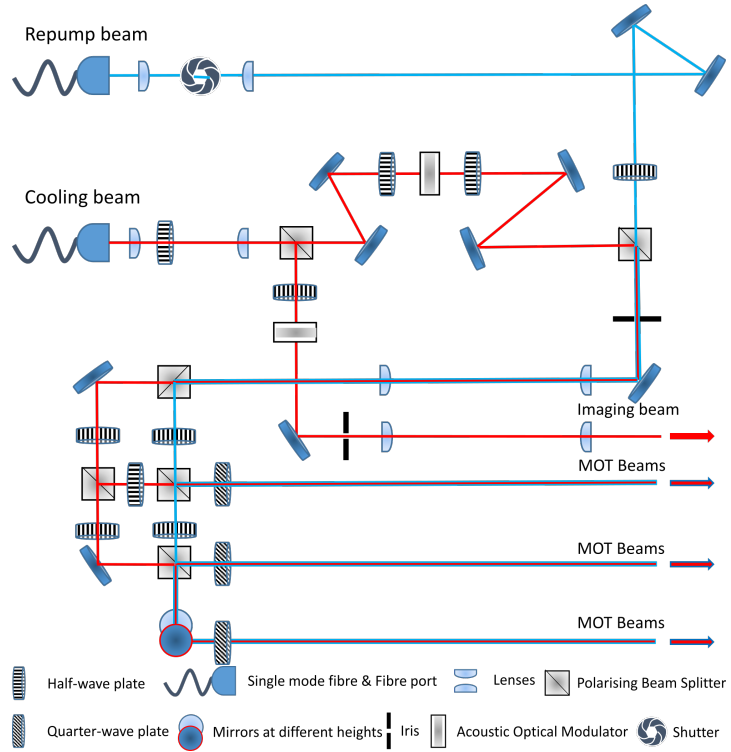 Repump beam
Cooling beam
Imaging beam
MOT Beams
MOT Beams
MOT Beams
Half-wave plate
Single mode fibre & Fibre port
Lenses
Polarising Beam Splitter
Quarter-wave plate
Mirrors at different heights
Iris
Acoustic Optical Modulator
Shutter